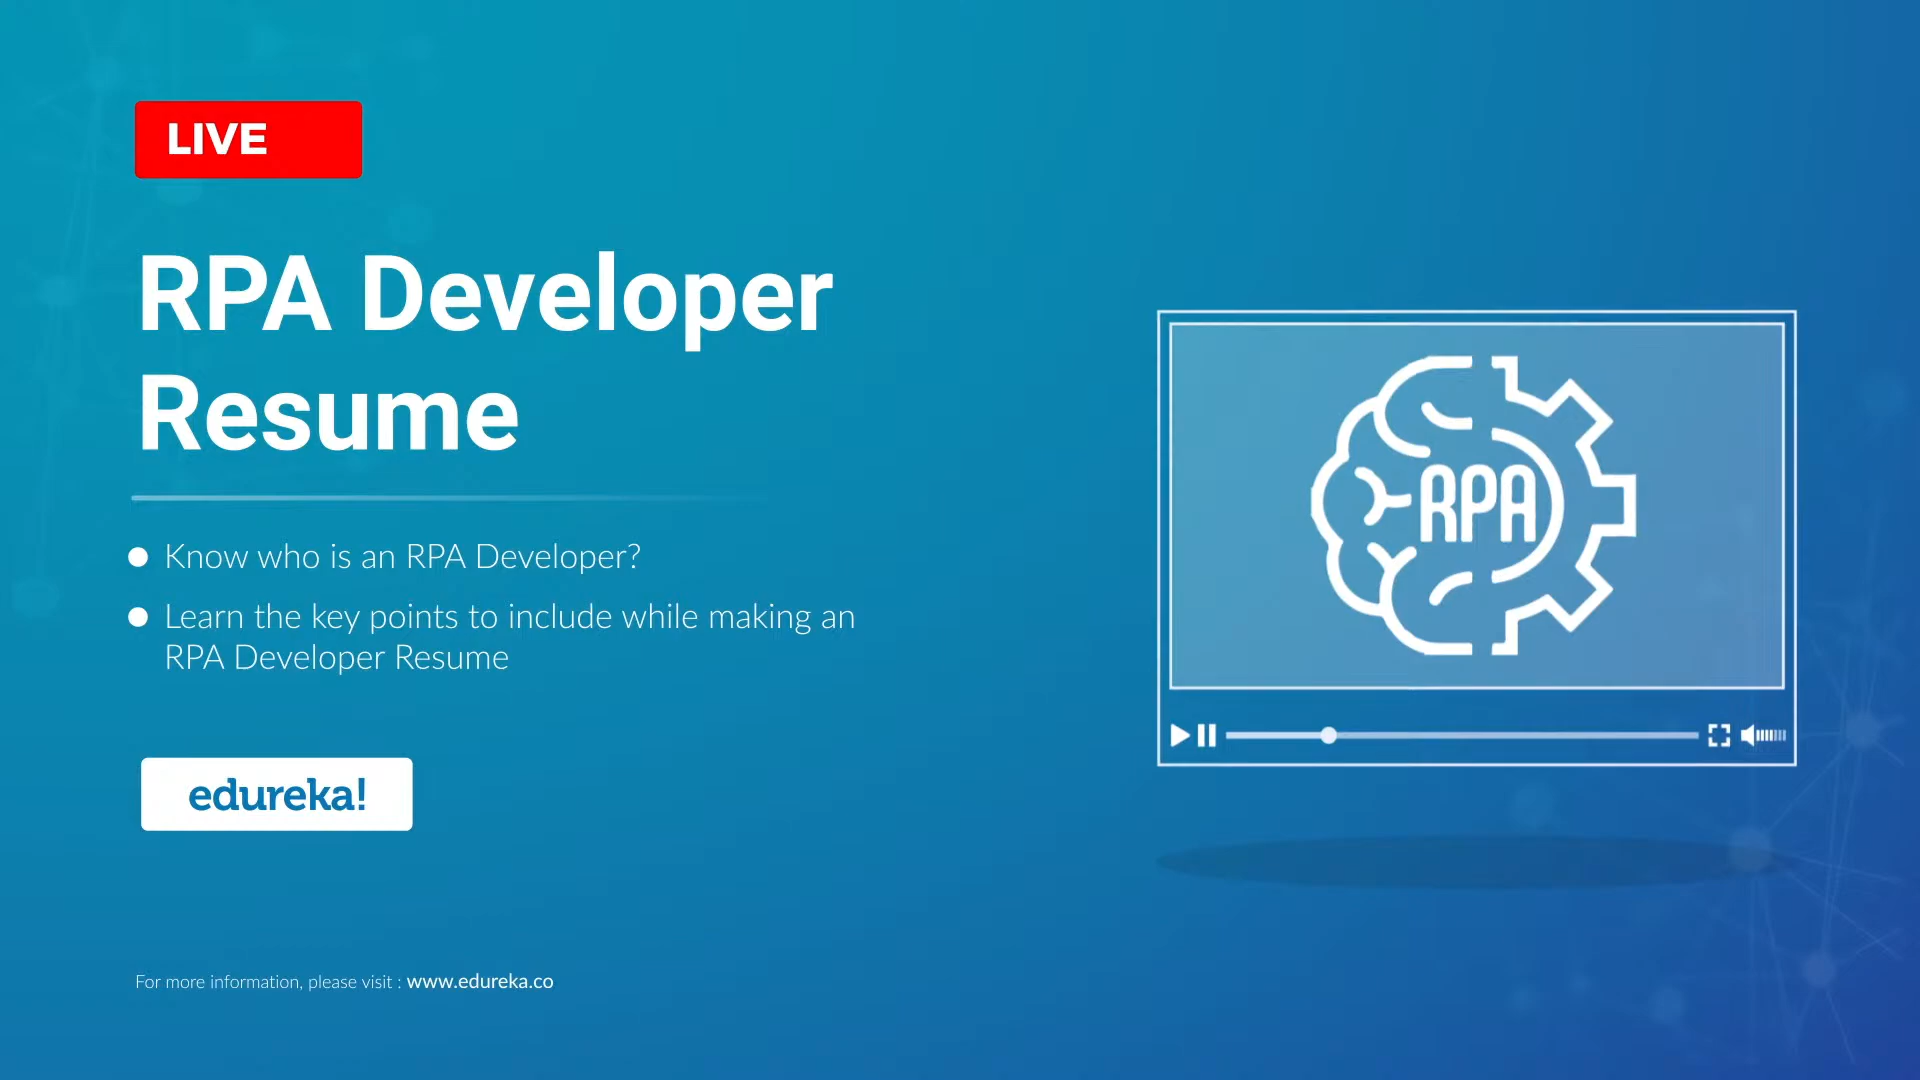 LIVE
RPA Developer
Resume
Know who is an RPA Developer?
Learn the key points to include while making an
RPA Developer Resume
edureka!
For more information, please visit : www.edureka.co
RPA